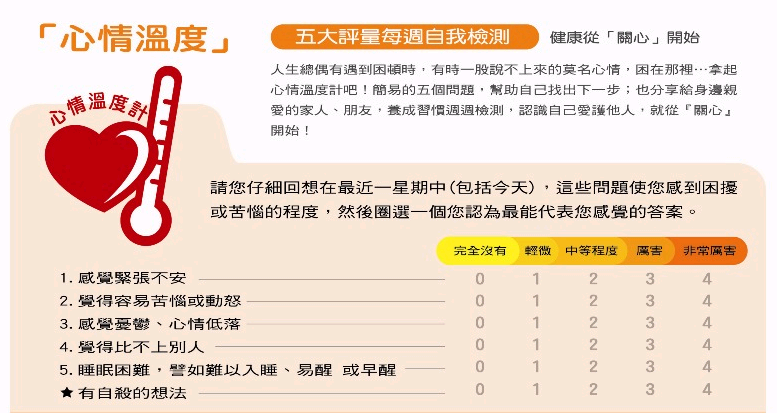 「心情溫度」
五大評量每週自我檢測 健康從「關心」開始
人生總偶有遇到困頓時，有時一股說不上來的莫名心情，困在那裡…拿起
心情溫度計吧！簡易的五個問題，幫助自己找出下一步；也分享給身邊親
愛的家人、朋友，養成習慣週週檢測，認識自己愛護他人，就從『關心』
開始！
心情溫度計
請您仔細回想在最近一星期中(包括今天)，這些問題使您感到困擾
或苦惱的程度，然後圈選一個您認為最能代表您感覺的答案。
完全沒有 輕微 中等程度 厲害 非常厲害
1. 感覺緊張不安 0 1 2 3 4
2. 覺得容易苦惱或動怒 0 1 2 3 4
3. 感覺憂鬱、心情低落 0 1 2 3 4
4. 覺得比不上別人 0 1 2 3 4
5. 睡眠困難，譬如難以入睡、易醒 或早醒 0 1 2 3 4
★ 有自殺的想法 0 1 2 3 4